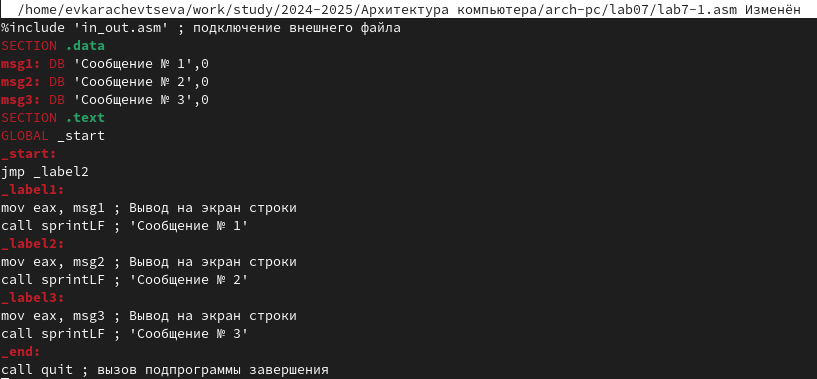 /home/evkarachevtseva/work/study/2024-2025/Архитектура компьютера/arch-pc/lab07/lab7-1.asm Изменён
%include 'in_out.asm' ; подключение внешнего файла
SECTION .data
msg1: DB 'Сообщение № 1',0
msg2: DB 'Сообщение № 2',0
msg3: DB 'Сообщение № 3',0
SECTION .text
GLOBAL _start
_start:
jmp _label2
_label1:
mov eax, msg1 ; Вывод на экран строки
call sprintLF ; 'Сообщение № 1'
_label2:
mov eax, msg2 ; Вывод на экран строки
call sprintLF ; 'Сообщение № 2'
_label3:
mov eax, msg3 ; Вывод на экран строки
call sprintLF ; 'Сообщение № 3'
_end:
call quit ; вызов подпрограммы завершения